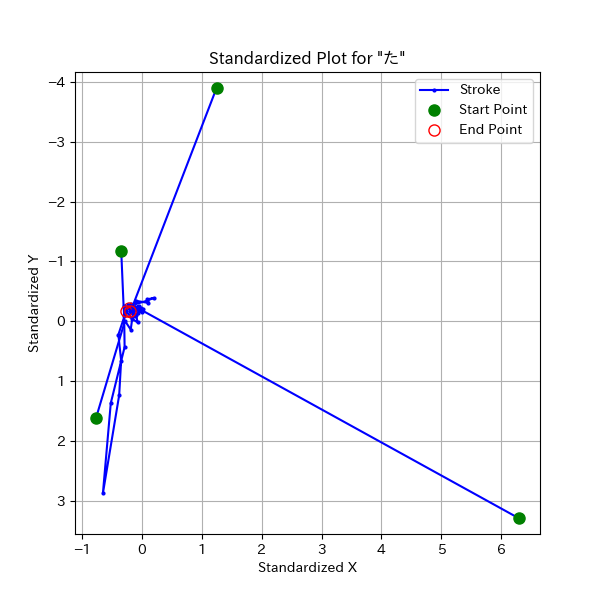 Standardized Plot for "た"
Stroke
Start Point
End Point
−4
−3
−2
−1
0
1
2
3
Standardized Y
−1 0 1 2 3 4 5 6
Standardized X